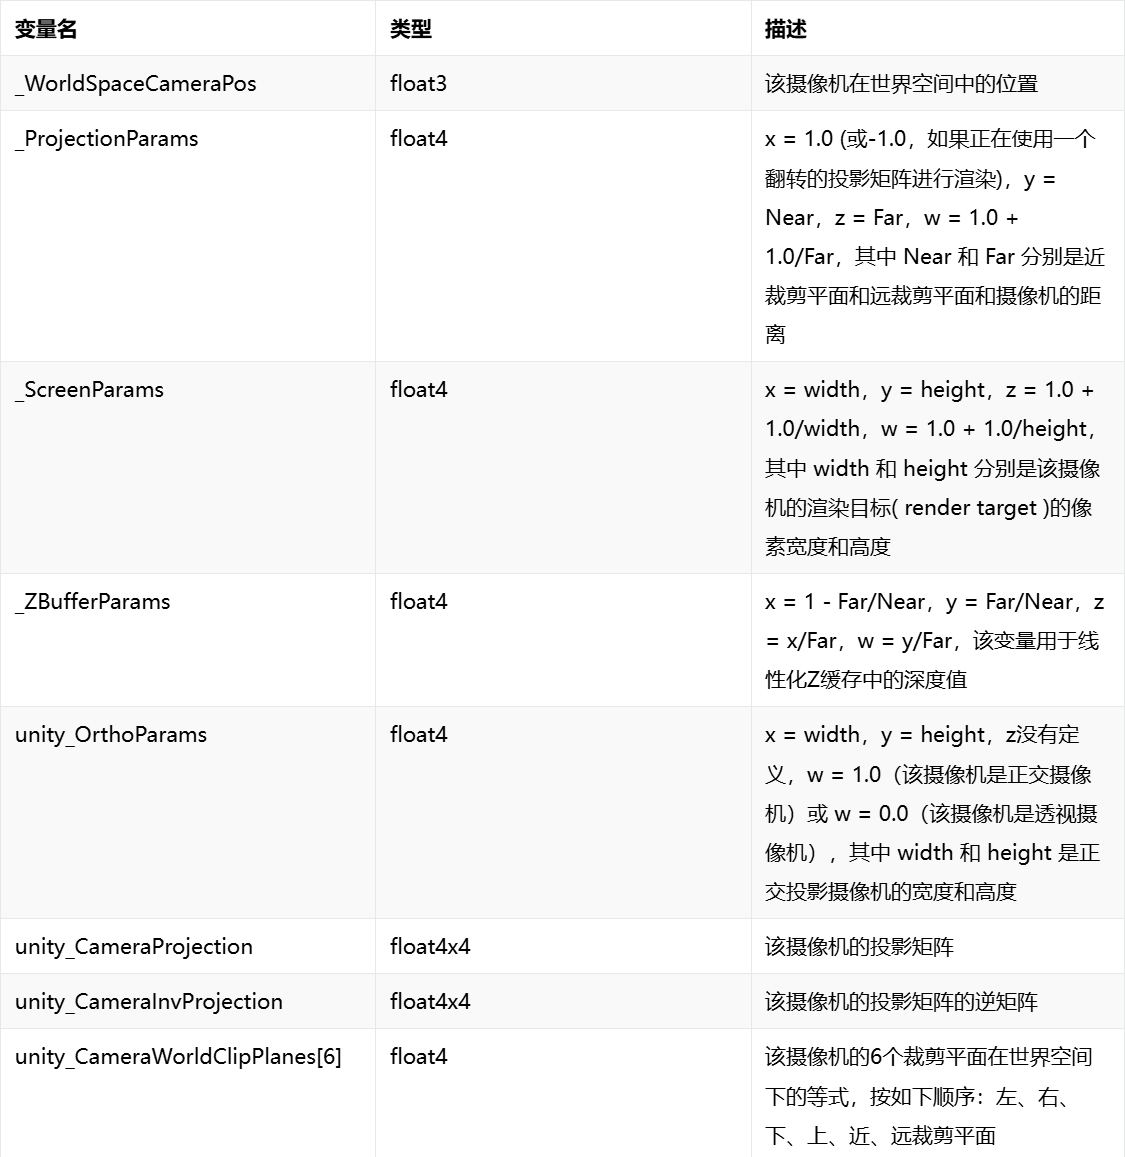 变量名 类型 描述
_WorldSpaceCameraPos float3 该摄像机在世界空间中的位置
_ProjectionParams float4 x = 1.0 (或-1.0，如果正在使用一个
翻转的投影矩阵进行渲染)，y =
Near，z = Far，w = 1.0 +
1.0/Far，其中 Near 和 Far 分别是近
裁剪平面和远裁剪平面和摄像机的距
离
_ScreenParams float4 x = width，y = height，z = 1.0 +
1.0/width，w = 1.0 + 1.0/height，
其中 width 和 height 分别是该摄像
机的渲染目标( render target )的像
素宽度和高度
_ZBufferParams float4 x = 1 - Far/Near，y = Far/Near，z
= x/Far，w = y/Far，该变量用于线
性化Z缓存中的深度值
unity_OrthoParams float4 x = width，y = height，z没有定
义，w = 1.0（该摄像机是正交摄像
机）或 w = 0.0（该摄像机是透视摄
像机），其中 width 和 height 是正
交投影摄像机的宽度和高度
unity_CameraProjection float4x4 该摄像机的投影矩阵
unity_CameraInvProjection float4x4 该摄像机的投影矩阵的逆矩阵
unity_CameraWorldClipPlanes[6] float4 该摄像机的6个裁剪平面在世界空间
下的等式，按如下顺序：左、右、
下、上、近、远裁剪平面